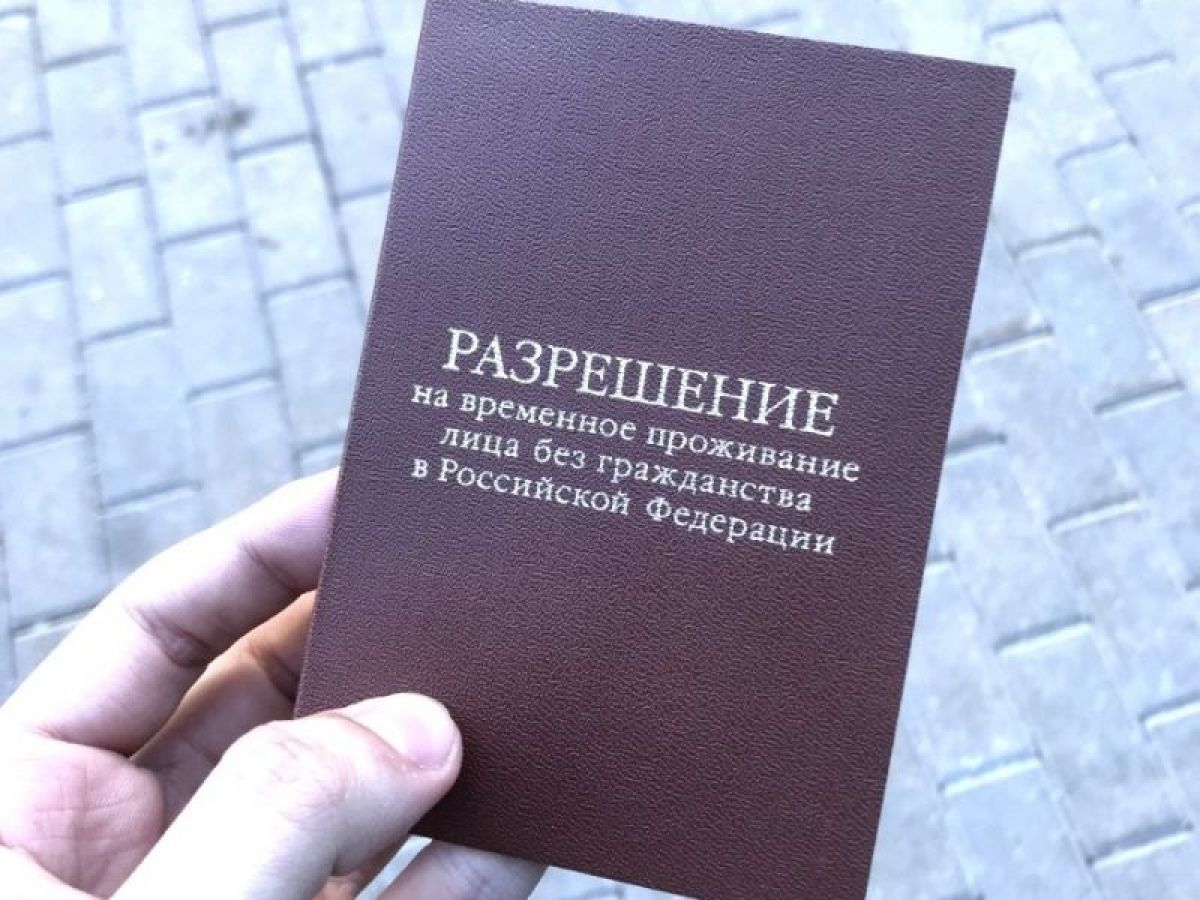 РАЗРЕШЕНИЕ
на временное проживание
лица без гражданства
в Российской Федерации